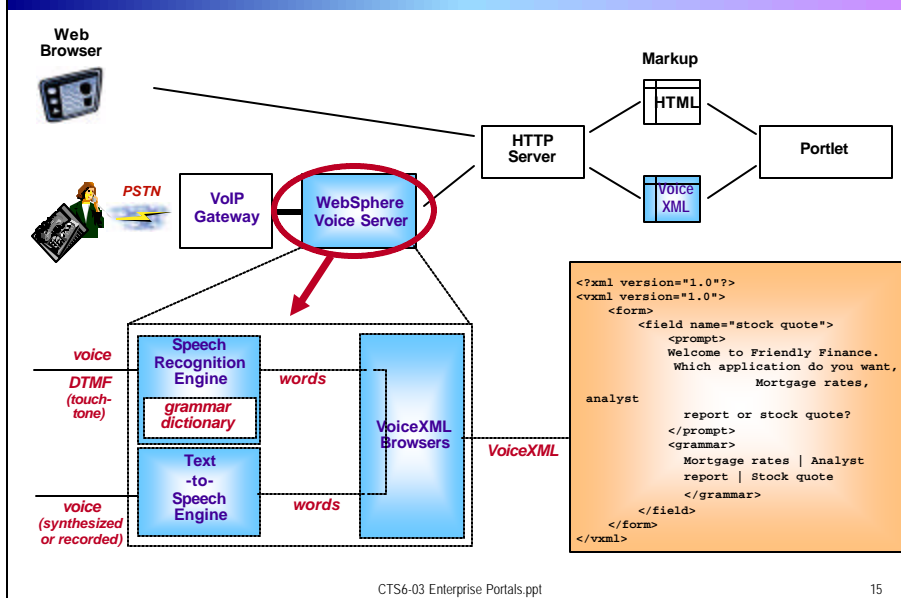 Web
Browser
Markup
HTML
HTTP
Server
Portlet
Voice
XML
PSTN
VoIP
Gateway
WebSphere
Voice Server
<?xml version="1.0"?>
<vxml version="1.0">
<form>
<field name="stock quote">
<prompt>
Welcome to Friendly Finance.
Which application do you want,
Mortgage rates,
analyst
report or stock quote?
</prompt>
<grammar>
Mortgage rates | Analyst
report | Stock quote
</grammar>
</field>
</form>
</vxml>
voice
DTMF
(touch-
tone)
Speech
Recognition
Engine
grammar
dictionary
words
VoiceXML
Browsers
VoiceXML
Text
-to-
Speech
Engine
words
voice
(synthesized
or recorded)
CTS6-03 Enterprise Portals.ppt
15